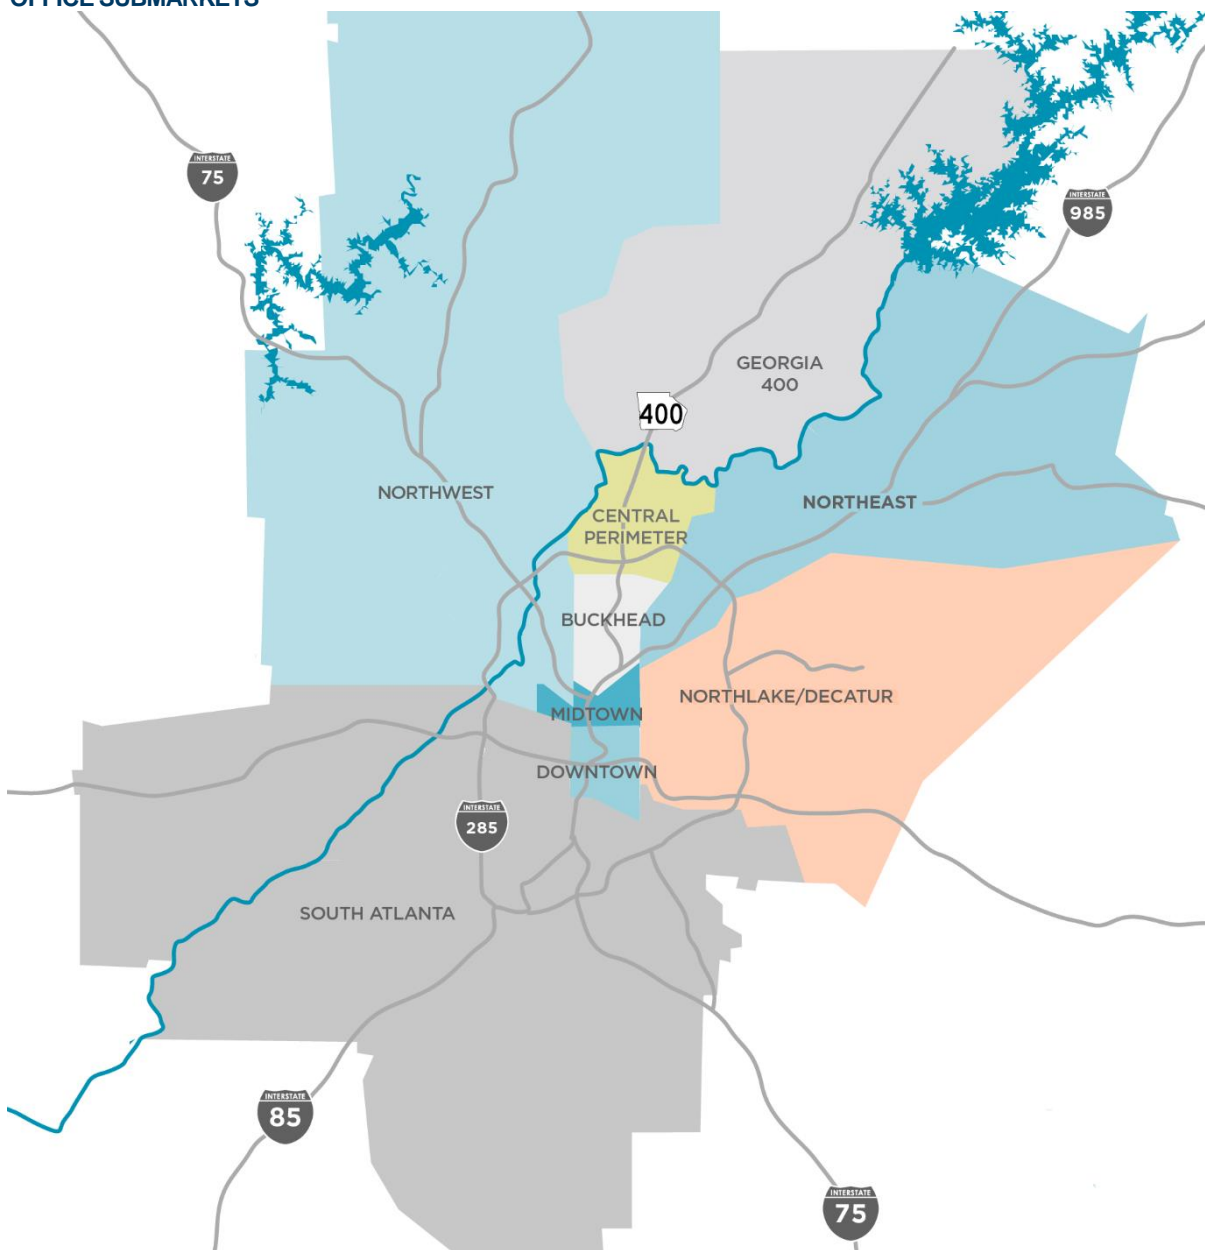 OFFICE SUBMARKETS
INTERSTATE
75
INTERSTATE
985
GEORGIA
400
400
NORTHWEST
NORTHEAST
CENTRAL
PERIMETER
BUCKHEAD
NORTHLAKE/DECATUR
MIDTOWN
DOWNTOWN
INTERSTATE
285
SOUTH ATLANTA
INTERSTATE
85
INTERSTATE
75